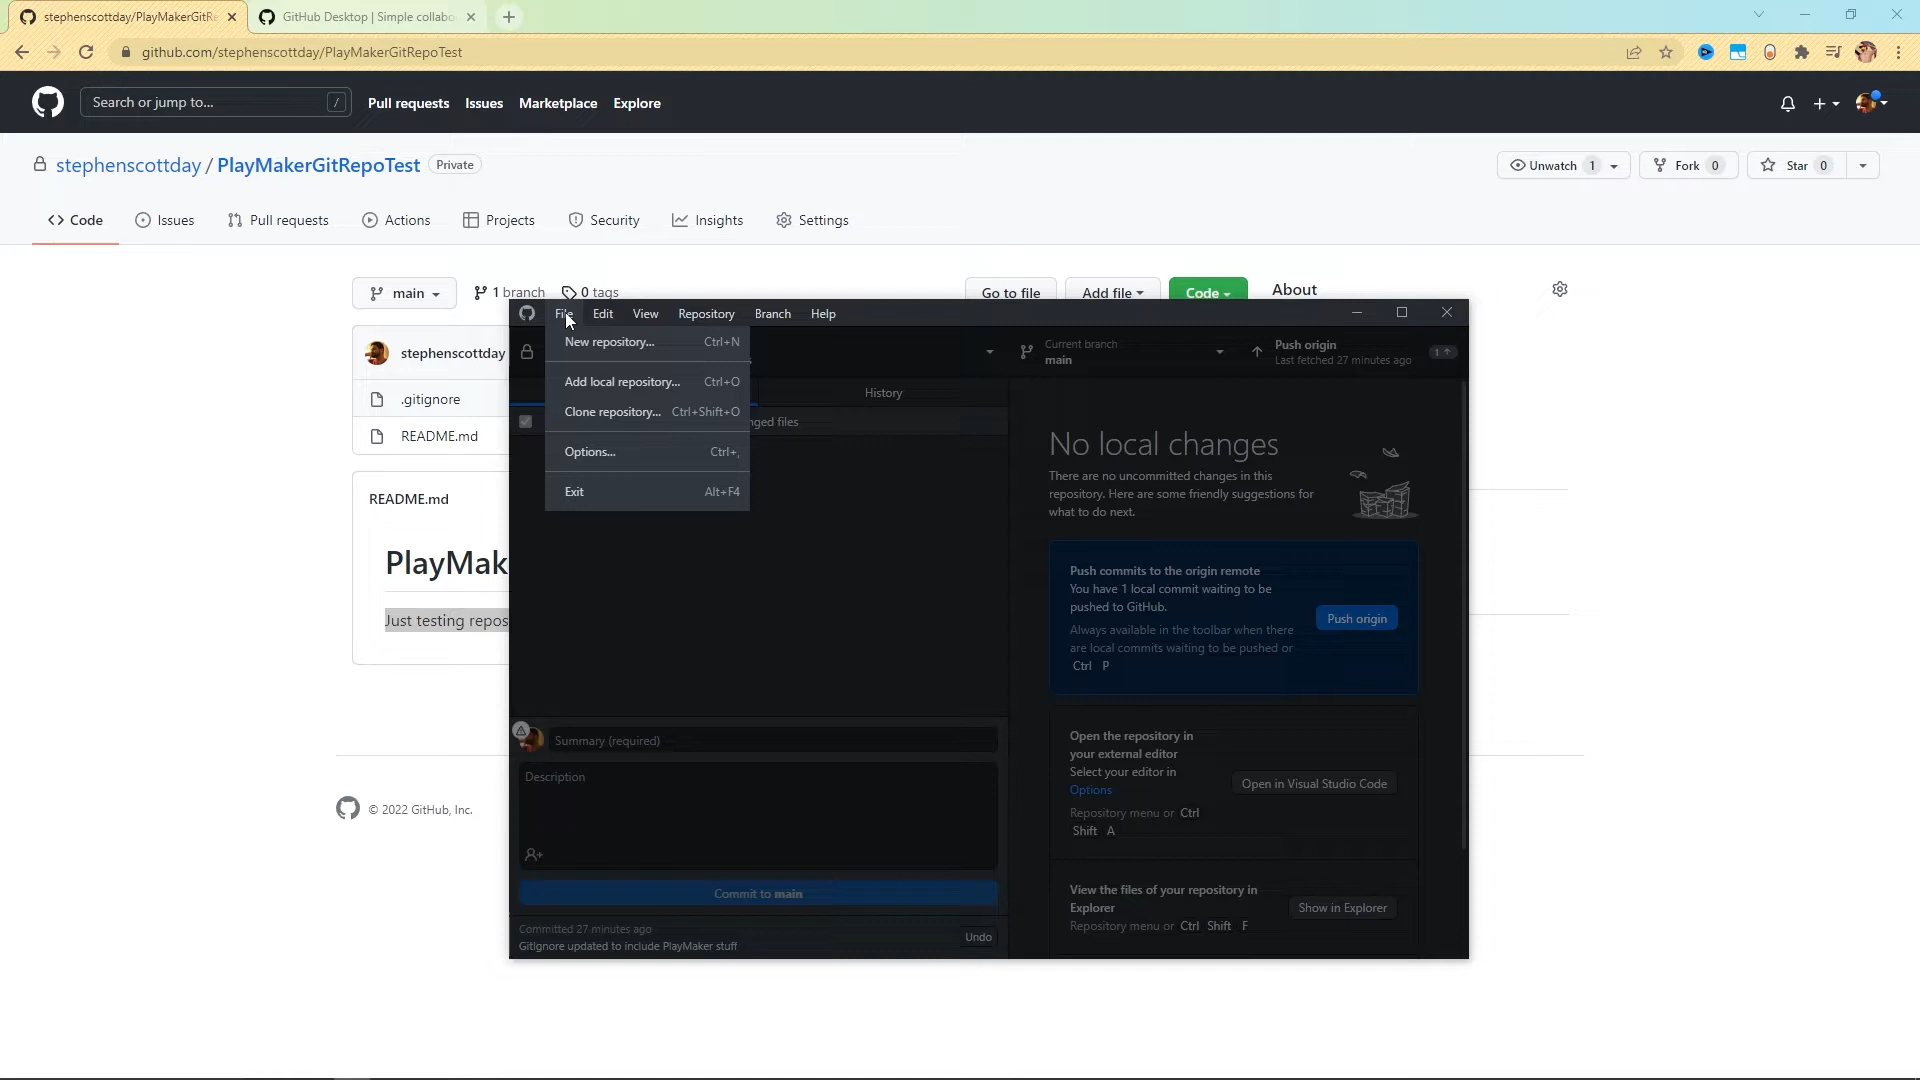 stephenscottday/PlayMakerGitRe
GitHub Desktop | Simple collabo
github.com/stephenscottday/PlayMakerGitRepoTest
Search or jump to...
/
Pull requests
Issues
Marketplace
Explore
stephenscottday / PlayMakerGitRepoTest
Private
Unwatch 1
Fork 0
Star 0
Code
Issues
Pull requests
Actions
Projects
Security
Insights
Settings
main
1 branch
0 tags
Go to file
Add file
Code
About
stephenscottday
.gitignore
README.md
README.md
PlayMak
Just testing repos
© 2022 GitHub, Inc.
File
Edit
View
Repository
Branch
Help
New repository... Ctrl+N
Add local repository... Ctrl+O
Clone repository... Ctrl+Shift+O
Options... Ctrl+,
Exit Alt+F4
Current branch
main
Push origin
Last fetched 27 minutes ago
1
History
nged files
No local changes
There are no uncommitted changes in this
repository. Here are some friendly suggestions for
what to do next.
Push commits to the origin remote
You have 1 local commit waiting to be
pushed to GitHub.
Always available in the toolbar when there
are local commits waiting to be pushed or
Ctrl P
Push origin
Open the repository in
your external editor
Select your editor in
Options
Repository menu or Ctrl
Shift A
Open in Visual Studio Code
View the files of your repository in
Explorer
Repository menu or Ctrl Shift F
Show in Explorer
Summary (required)
Description
Commit to main
Committed 27 minutes ago
GitIgnore updated to include PlayMaker stuff
Undo